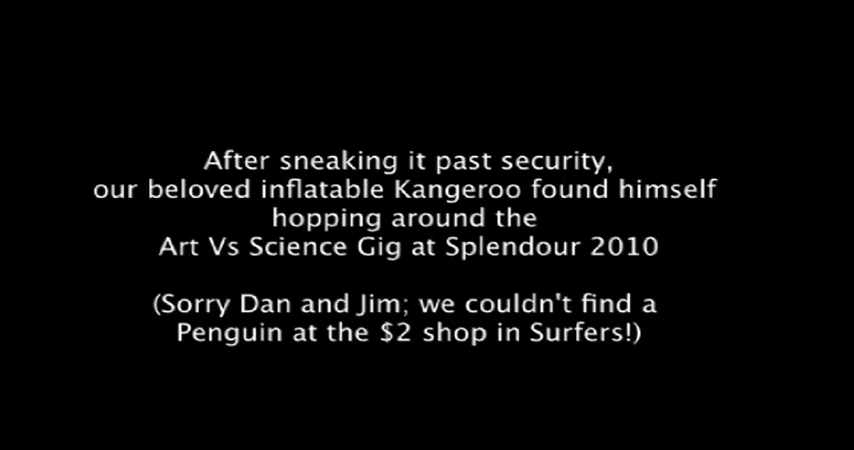 After sneaking it past security,
our beloved inflatable Kangeroo found himself
hopping around the
Art Vs Science Gig at Splendour 2010
(Sorry Dan and Jim; we couldn't find a
Penguin at the $2 shop in Surfers!)